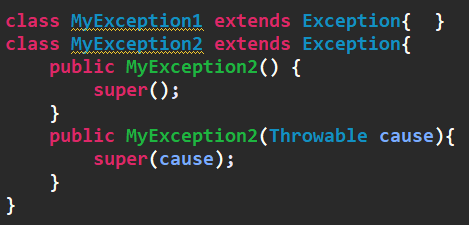 class MyException1 extends Exception{  }
class MyException2 extends Exception{
    public MyException2() {
        super();
    }
    public MyException2(Throwable cause){
        super(cause);
    }
}